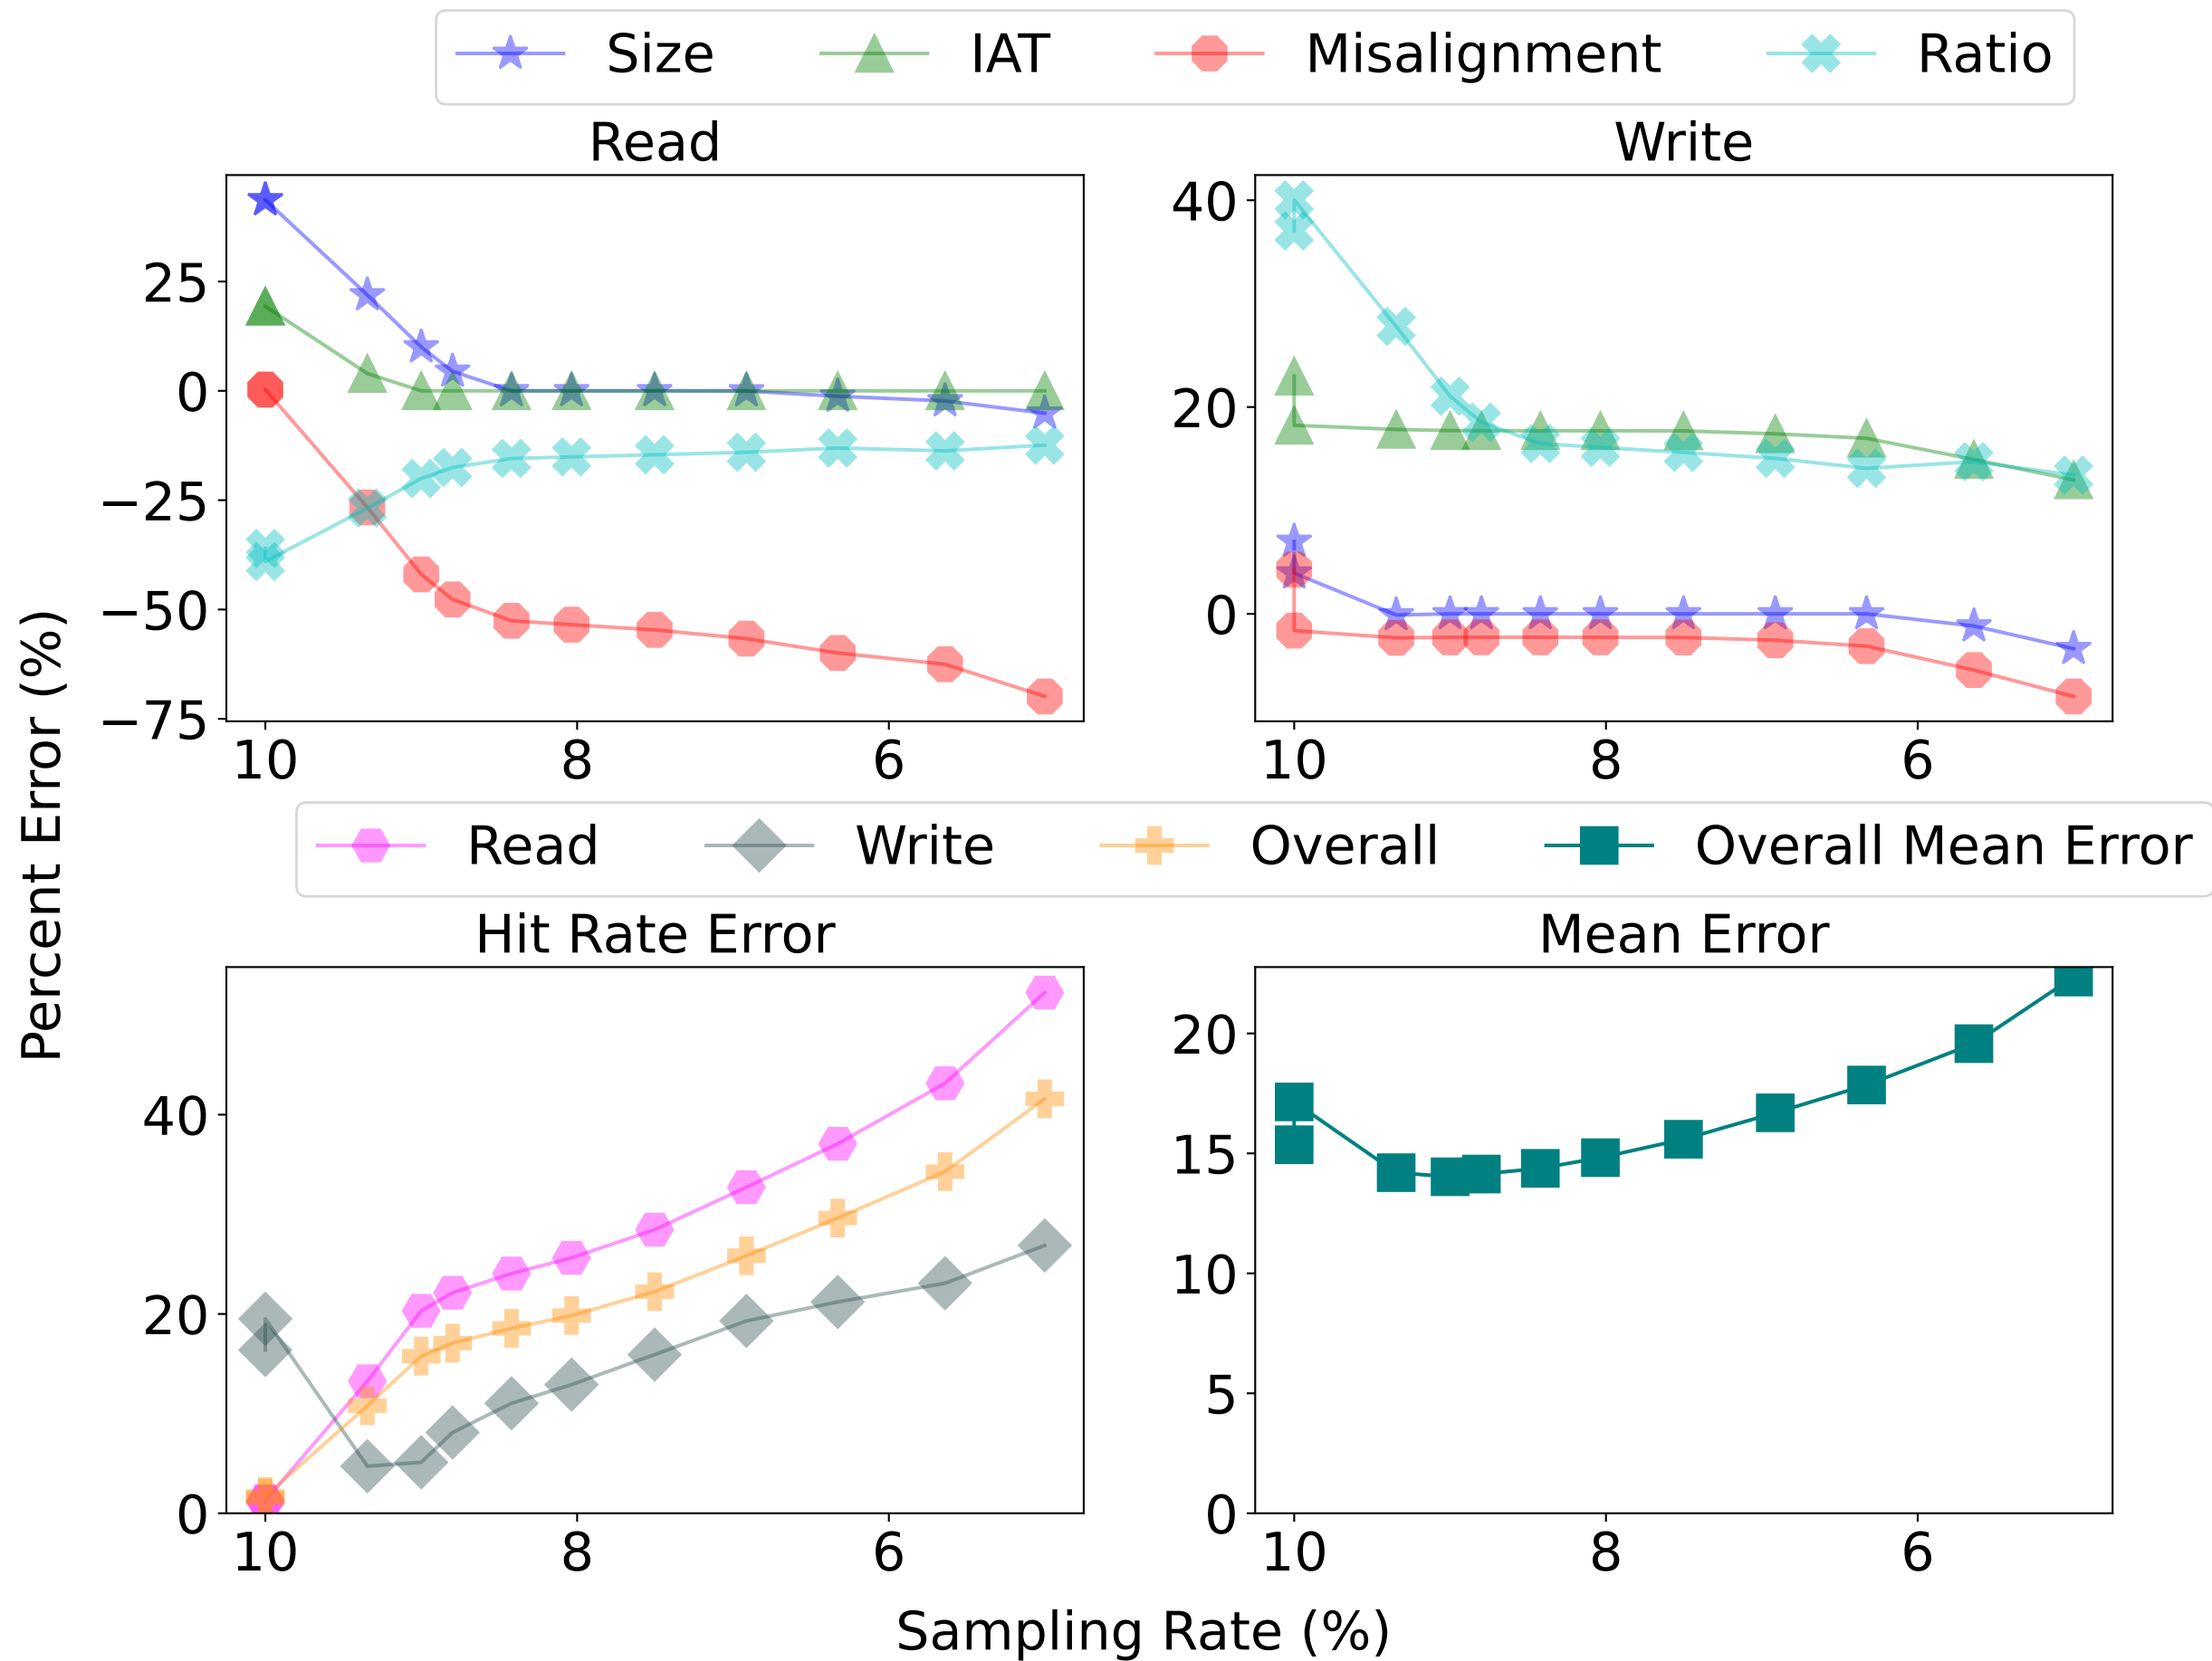 Size IAT Misalignment Ratio
Read Write
25
0
−25
−50
−75
10 8 6
40
20
0
10 8 6
Percent Error (%)
Read Write Overall Overall Mean Error
Hit Rate Error Mean Error
40
20
0
10 8 6
20
15
10
5
0
10 8 6
Sampling Rate (%)